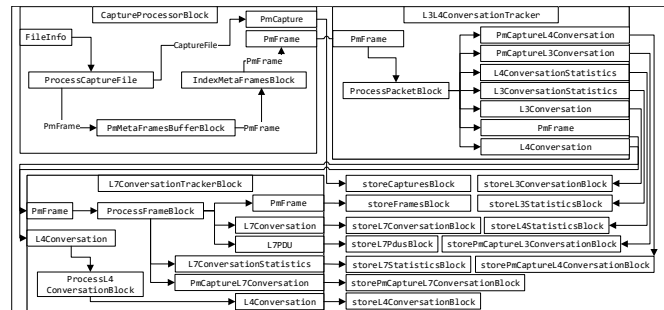 CaptureProcessorBlock
FileInfo
CaptureFile
PmCapture
PmFrame
PmFrame
ProcessCaptureFile
IndexMetaFramesBlock
PmFrame
PmMetaFramesBufferBlock
PmFrame
L3L4ConversationTracker
PmFrame
ProcessPacketBlock
PmCaptureL4Conversation
PmCaptureL3Conversation
L4ConversationStatistics
L3ConversationStatistics
L3Conversation
PmFrame
L4Conversation
L7ConversationTrackerBlock
PmFrame
ProcessFrameBlock
PmFrame
L4Conversation
L7Conversation
L7PDU
ProcessL4
ConversationBlock
L7ConversationStatistics
PmCaptureL7Conversation
L4Conversation
storeCapturesBlock
storeL3ConversationBlock
storeFramesBlock
storeL3StatisticsBlock
storeL7ConversationBlock
storeL4StatisticsBlock
storeL7PdusBlock
storePmCaptureL3ConversationBlock
storeL7StatisticsBlock
storePmCaptureL4ConversationBlock
storePmCaptureL7ConversationBlock
storeL4ConversationBlock